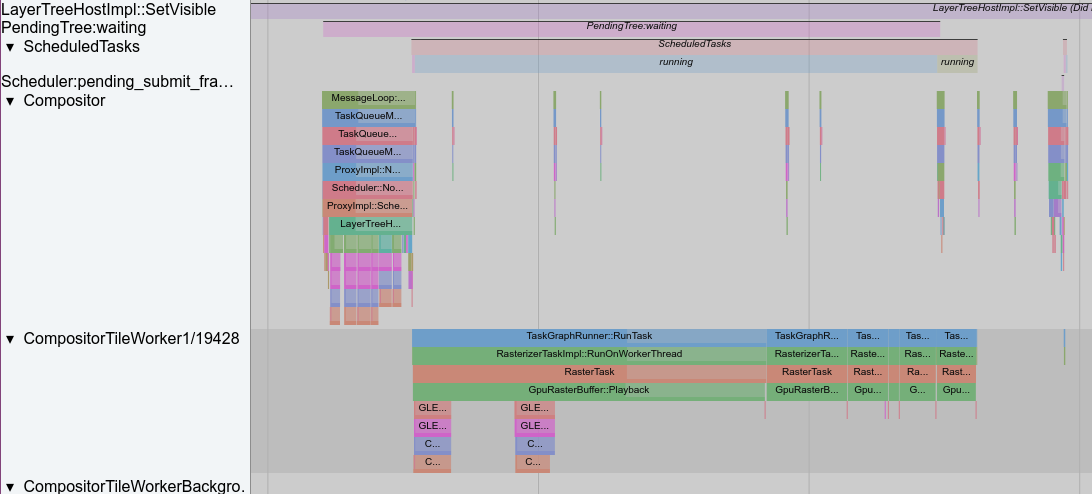 LayerTreeHostImpl::SetVisible LayerTreeHostImpl::SetVisible (Did
PendingTree:waiting PendingTree:waiting
▼ ScheduledTasks ScheduledTasks
running running
Scheduler:pending_submit_fra…
▼ Compositor MessageLoop:...
TaskQueueM...
TaskQueue...
TaskQueueM...
ProxyImpl::N...
Scheduler::No...
ProxyImpl::Sche...
LayerTreeH...
▼ CompositorTileWorker1/19428 TaskGraphRunner::RunTask TaskGraphR... Tas... Tas... Tas...
RasterizerTaskImpl::RunOnWorkerThread RasterizerTa... Raste... Ras... Raste...
RasterTask RasterTask Rast... Ra... Rast...
GpuRasterBuffer::Playback GpuRasterB... Gpu... G... Gpu...
GLE... GLE...
GLE... GLE...
C... C...
C... C...
▼ CompositorTileWorkerBackgro.